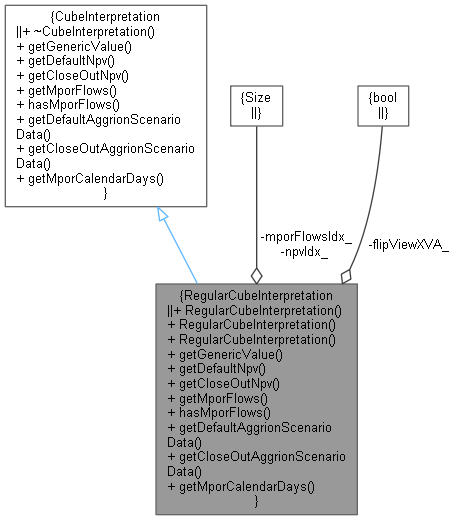 {CubeInterpretation
||+ ~CubeInterpretation()
+ getGenericValue()
+ getDefaultNpv()
+ getCloseOutNpv()
+ getMporFlows()
+ hasMporFlows()
+ getDefaultAggrionScenario
Data()
+ getCloseOutAggrionScenario
Data()
+ getMporCalendarDays()
}
{Size
||}
{bool
||}
-mporFlowsIdx_
-npvIdx_
-flipViewXVA_
{RegularCubeInterpretation
||+ RegularCubeInterpretation()
+ RegularCubeInterpretation()
+ RegularCubeInterpretation()
+ getGenericValue()
+ getDefaultNpv()
+ getCloseOutNpv()
+ getMporFlows()
+ hasMporFlows()
+ getDefaultAggrionScenario
Data()
+ getCloseOutAggrionScenario
Data()
+ getMporCalendarDays()
}